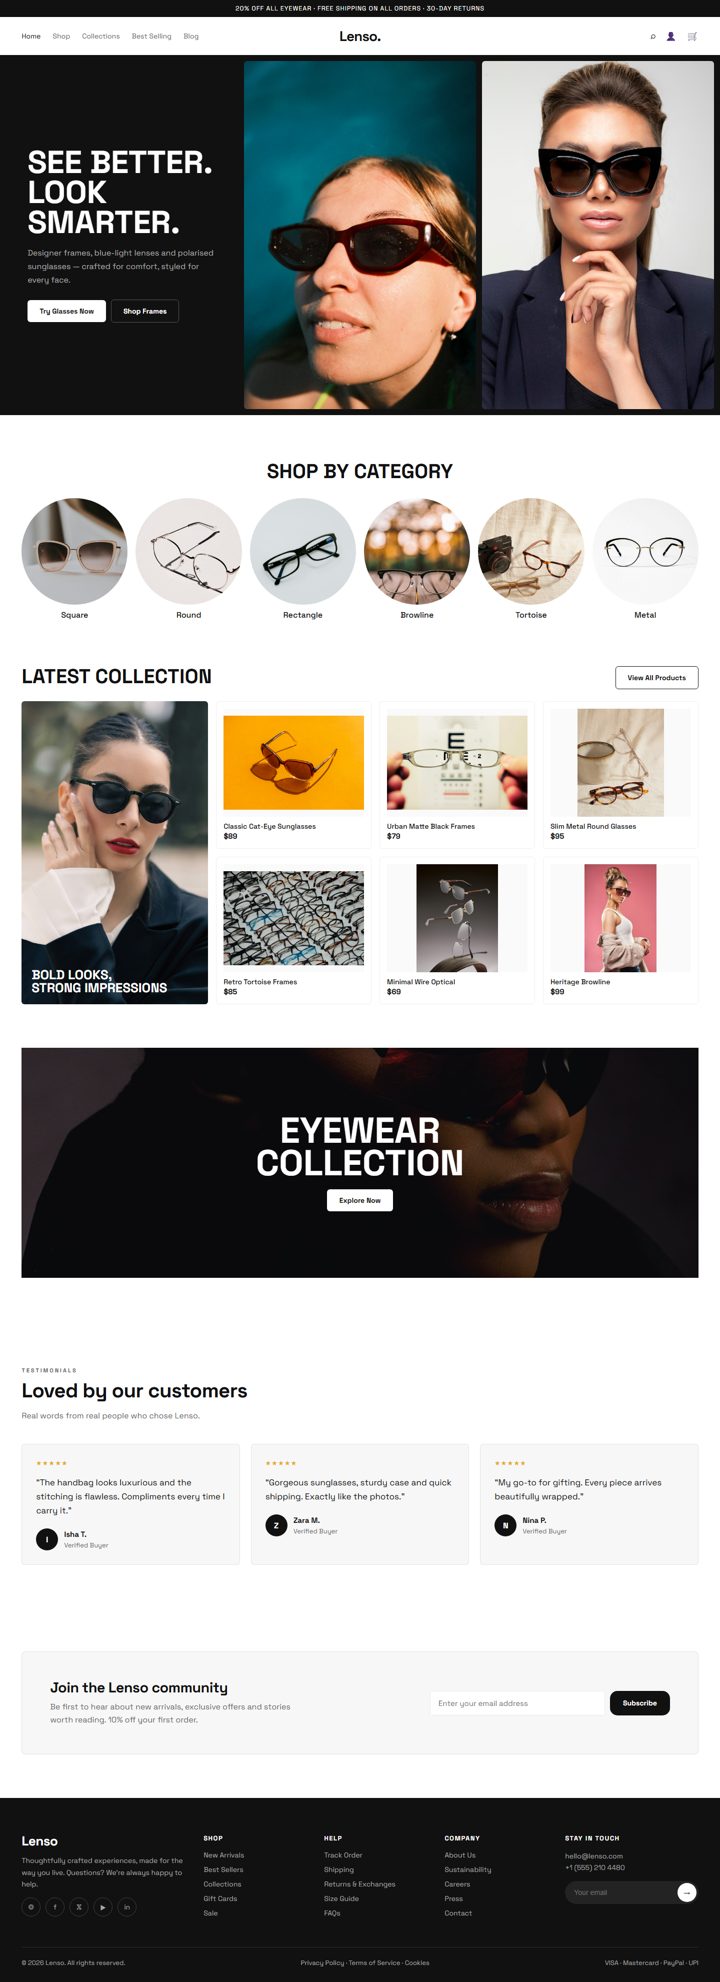 20% OFF ALL EYEWEAR · FREE SHIPPING ON ALL ORDERS · 30-DAY RETURNS
Home Shop Collections Best Selling Blog
Lenso.
SEE BETTER.
LOOK
SMARTER.
Designer frames, blue-light lenses and polarised
sunglasses — crafted for comfort, styled for
every face.
Try Glasses Now Shop Frames
SHOP BY CATEGORY
Square Round Rectangle Browline Tortoise Metal
LATEST COLLECTION
View All Products
BOLD LOOKS,
STRONG IMPRESSIONS
E
Classic Cat-Eye Sunglasses
$89
Urban Matte Black Frames
$79
Slim Metal Round Glasses
$95
Retro Tortoise Frames
$85
Minimal Wire Optical
$69
Heritage Browline
$99
EYEWEAR
COLLECTION
Explore Now
TESTIMONIALS
Loved by our customers
Real words from real people who chose Lenso.
★★★★★
"The handbag looks luxurious and the
stitching is flawless. Compliments every time I
carry it."
I
Isha T.
Verified Buyer
★★★★★
"Gorgeous sunglasses, sturdy case and quick
shipping. Exactly like the photos."
Z
Zara M.
Verified Buyer
★★★★★
"My go-to for gifting. Every piece arrives
beautifully wrapped."
N
Nina P.
Verified Buyer
Join the Lenso community
Be first to hear about new arrivals, exclusive offers and stories
worth reading. 10% off your first order.
Enter your email address
Subscribe
Lenso
Thoughtfully crafted experiences, made for the
way you live. Questions? We're always happy to
help.
f 𝕏 ▶ in
SHOP
New Arrivals
Best Sellers
Collections
Gift Cards
Sale
HELP
Track Order
Shipping
Returns & Exchanges
Size Guide
FAQs
COMPANY
About Us
Sustainability
Careers
Press
Contact
STAY IN TOUCH
hello@lenso.com
+1 (555) 210 4480
Your email →
© 2026 Lenso. All rights reserved.
Privacy Policy · Terms of Service · Cookies
VISA · Mastercard · PayPal · UPI